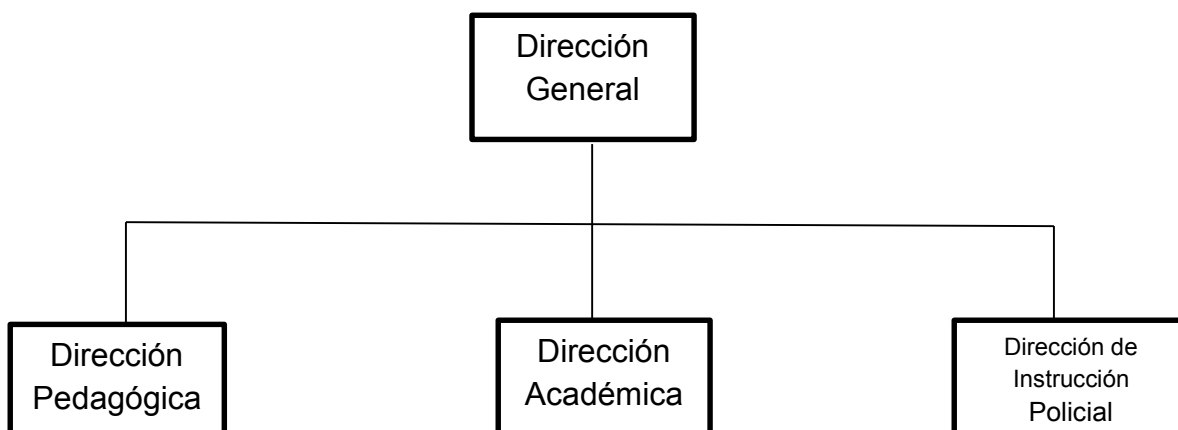 Dirección
General
Dirección
Pedagógica
Dirección
Académica
Dirección de
Instrucción
Policial